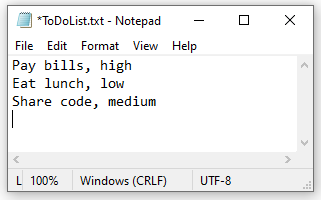 *ToDoList.txt - Notepad
File Edit Format View Help
Pay bills, high
Eat lunch, low
Share code, medium
L 100% Windows (CRLF) UTF-8